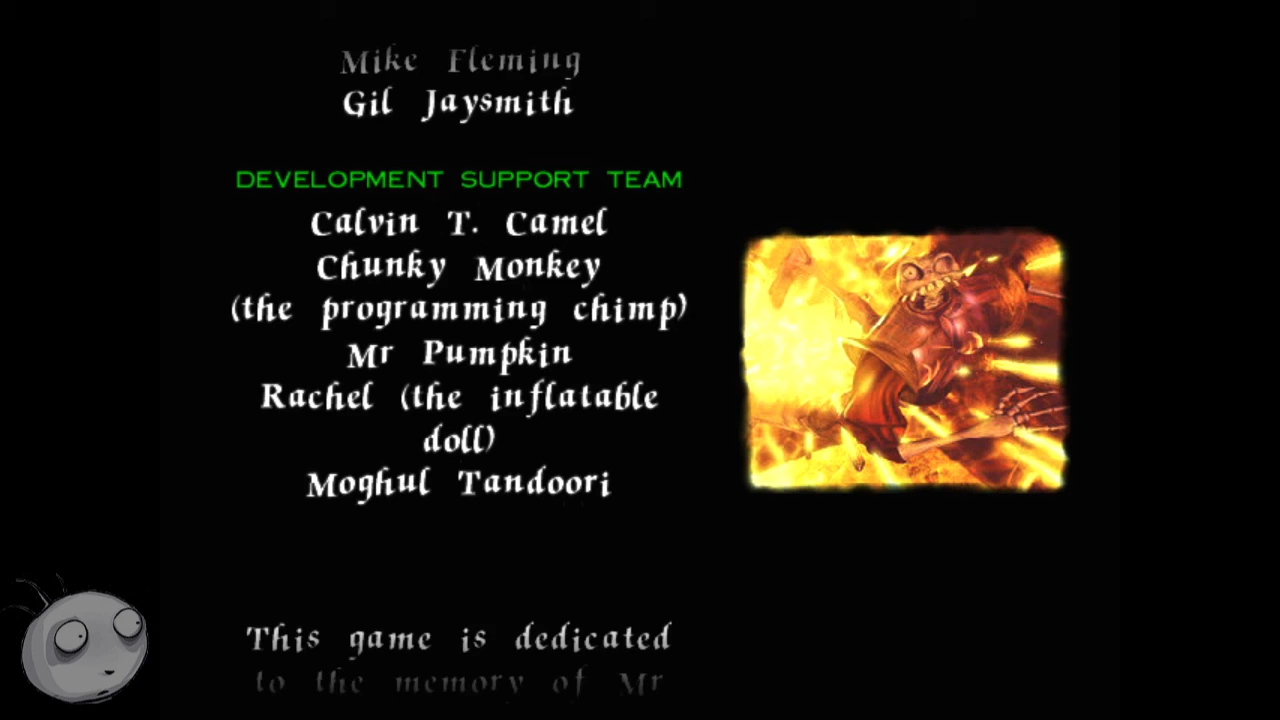 Mike Fleming
Gil Jaysmith
DEVELOPMENT SUPPORT TEAM
Calvin T. Camel
Chunky Monkey
(the programming chimp)
Mr Pumpkin
Rachel (the inflatable
doll)
Moghul Tandoori
This game is dedicated
to the memory of Mr